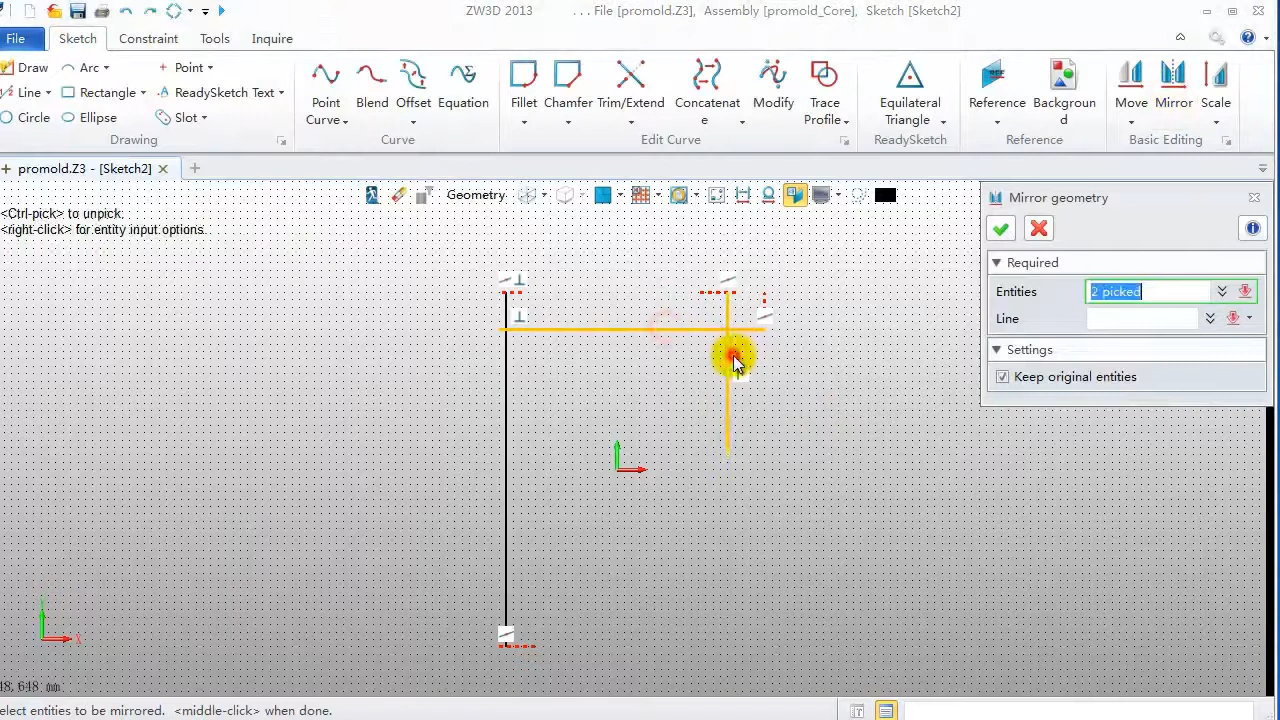 ZW3D 2013
... File [promold.Z3],  Assembly [promold_Core],  Sketch [Sketch2]
File
Sketch
Constraint
Tools
Inquire
Draw
Arc
Point
Line
Rectangle
ReadySketch Text
Circle
Ellipse
Slot
Drawing
Point Curve
Blend
Offset
Equation
Curve
Fillet
Chamfer
Trim/Extend
Concatenat
e
Modify
Trace Profile
Edit Curve
Equilateral Triangle
ReadySketch
Reference
Backgroun
d
Reference
Move
Mirror
Scale
Basic Editing
promold.Z3 - [Sketch2]
<Ctrl-pick> to unpick.
<right-click> for entity input options.
Geometry
Mirror geometry
Required
Entities
2 picked
Line
Settings
Keep original entities
X
48,648 mm
elect entities to be mirrored.  <middle-click> when done.